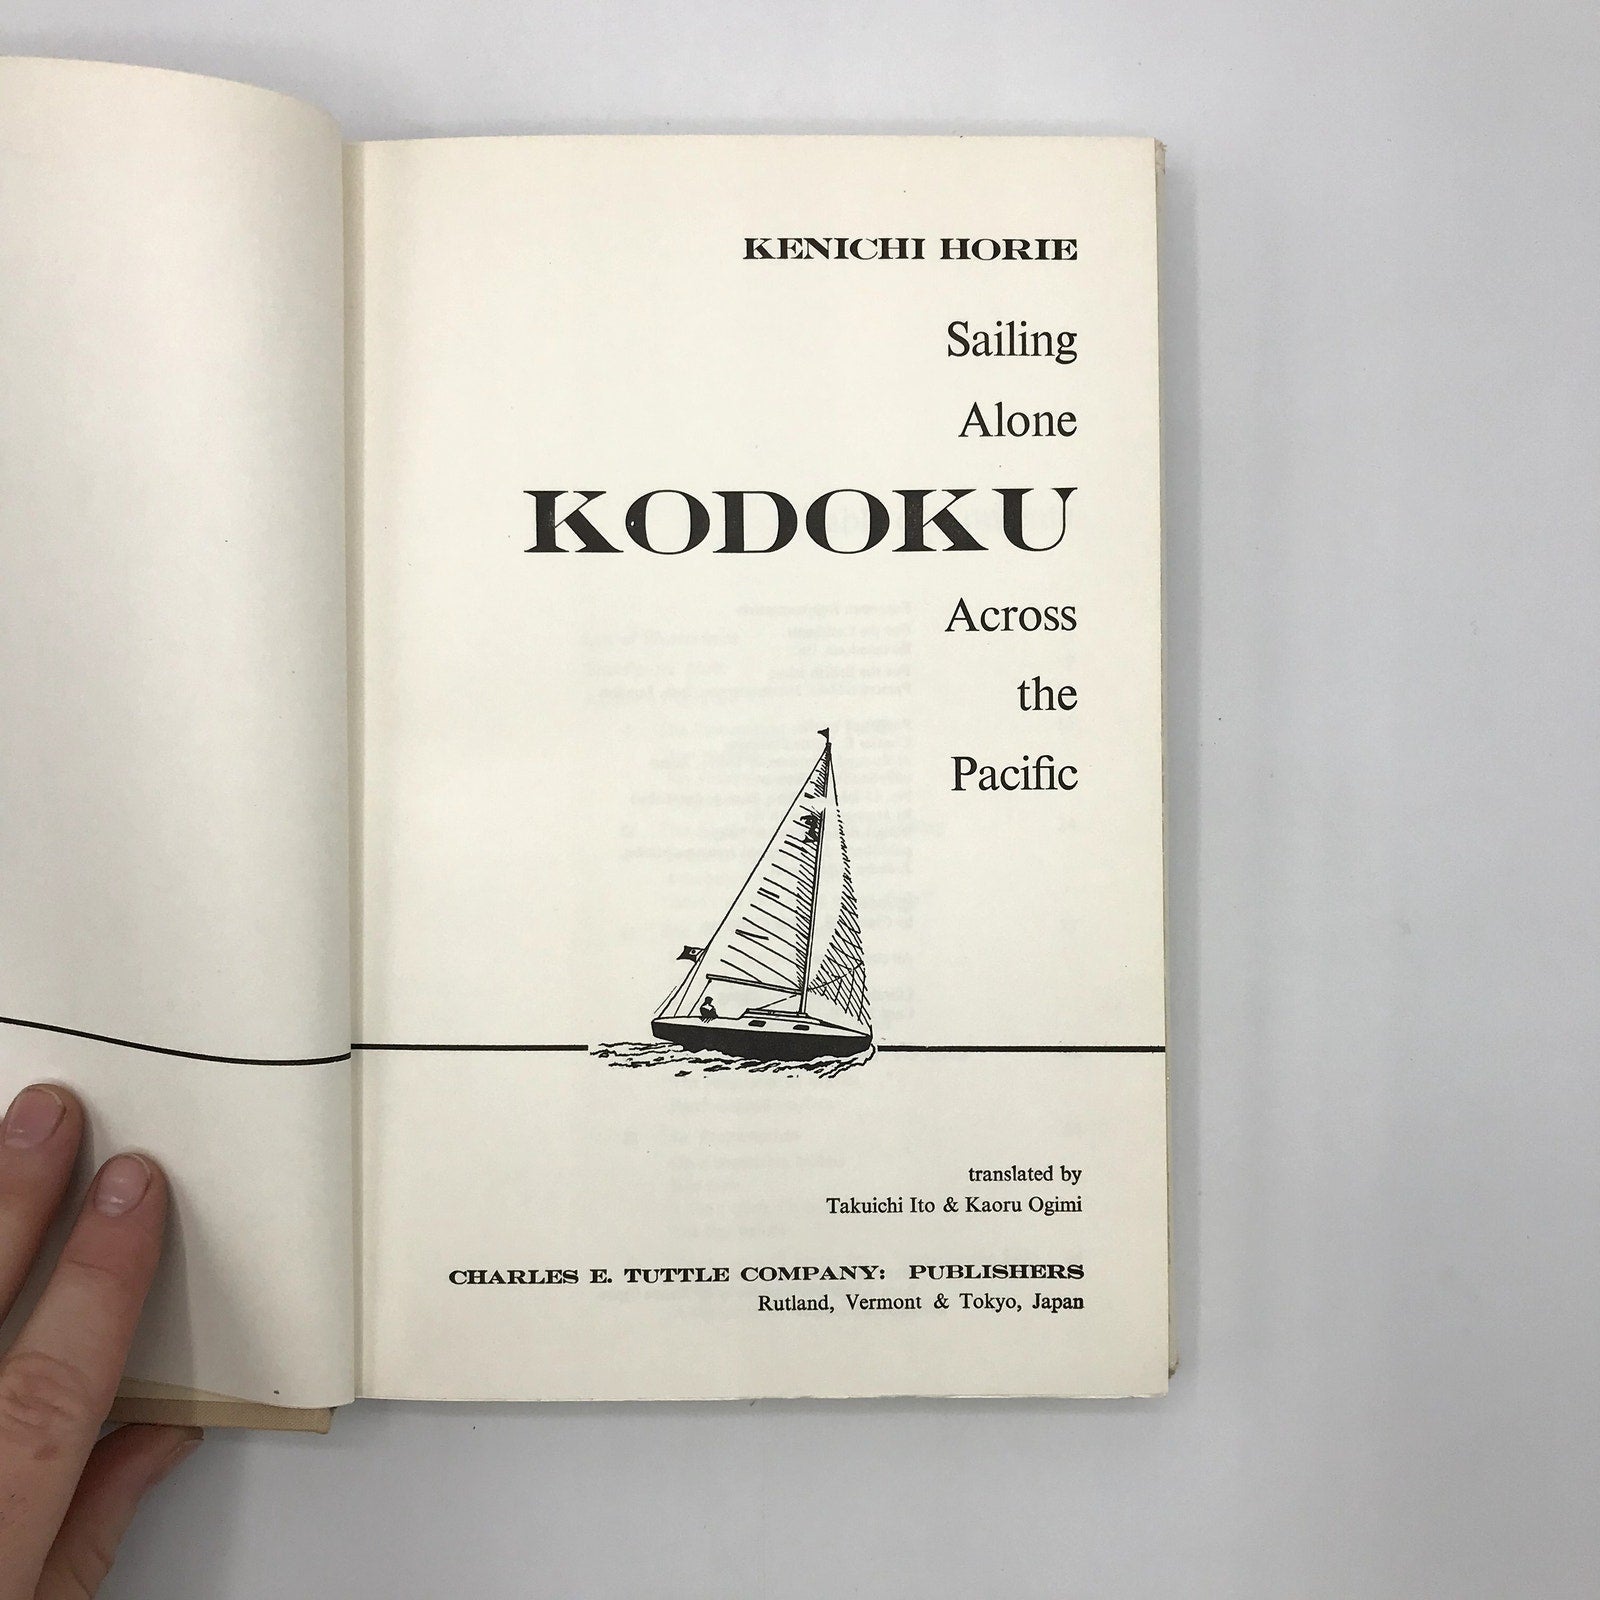 KENICHI HORIE
Sailing
Alone
KODOKU
Across
the
Pacific
translated by
Takuichi Ito & Kaoru Ogimi
CHARLES E. TUTTLE COMPANY: PUBLISHERS
Rutland, Vermont & Tokyo, Japan